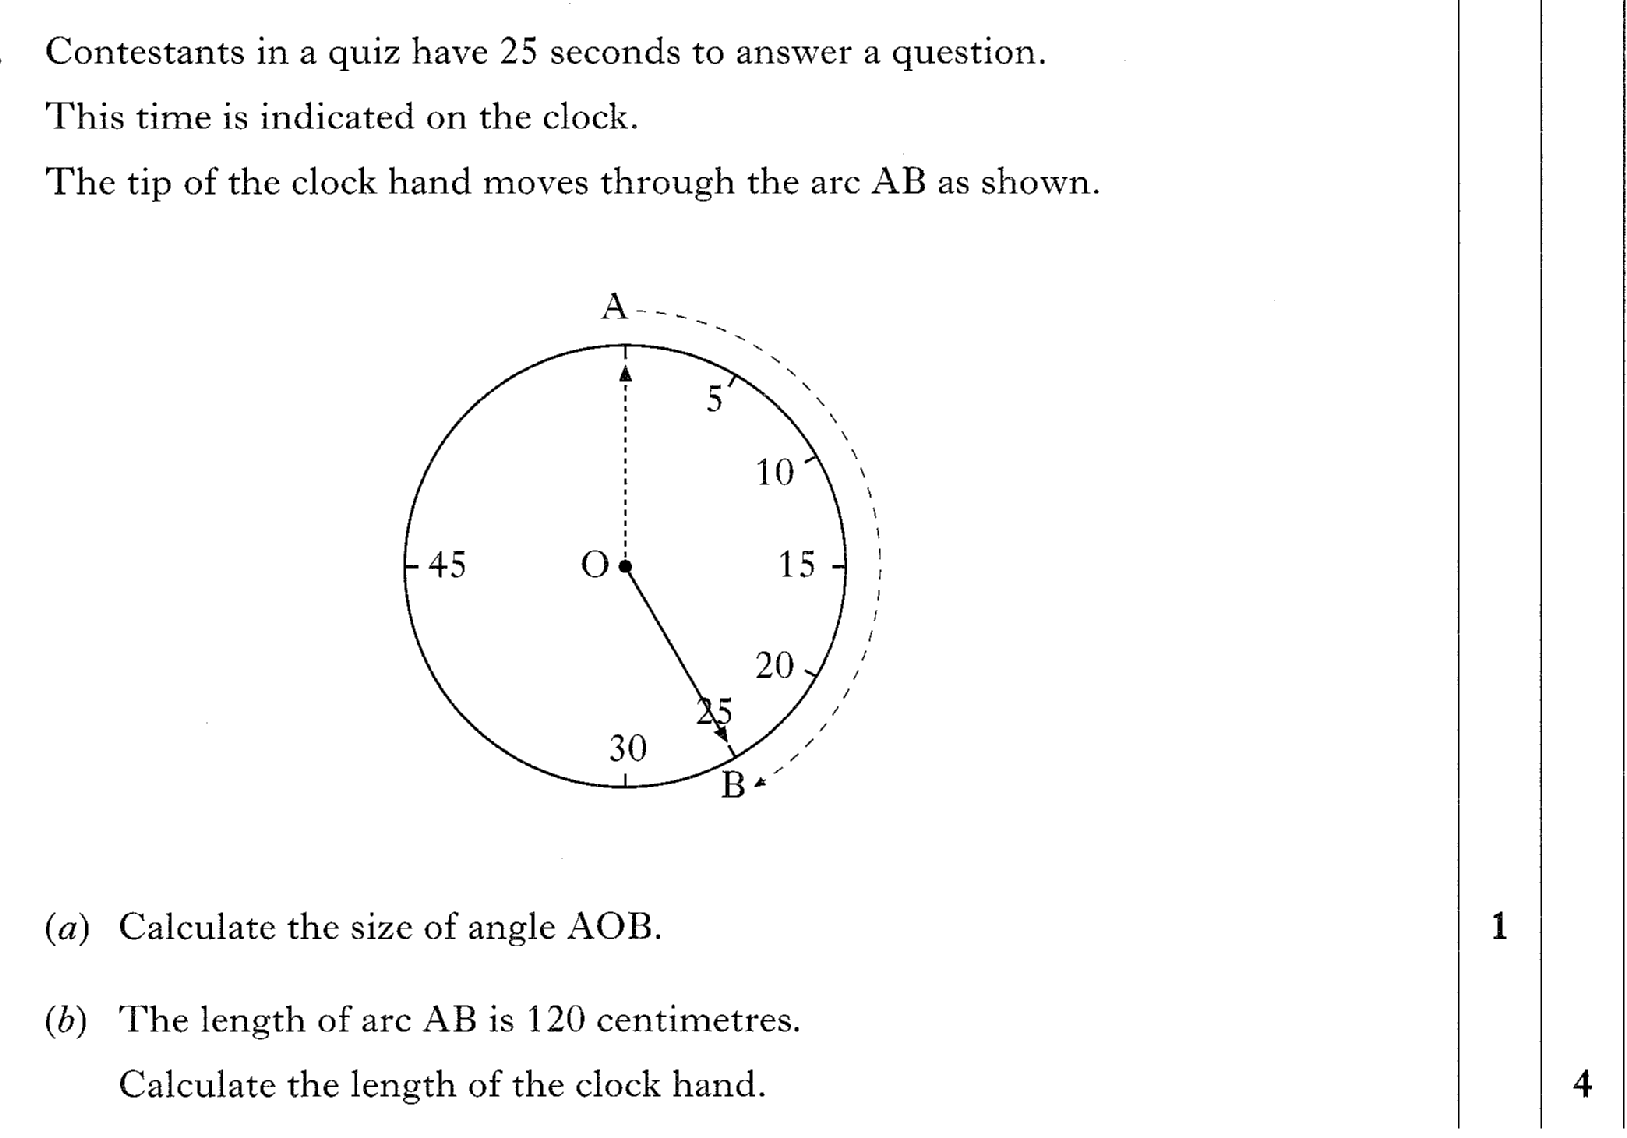 Contestants in a quiz have 25 seconds to answer a question.
This time is indicated on the clock.
The tip of the clock hand moves through the arc AB as shown.
A
5
10
45
O
15
20
25
30
B
(a) Calculate the size of angle AOB.
1
(b) The length of arc AB is 120 centimetres.
Calculate the length of the clock hand.
4